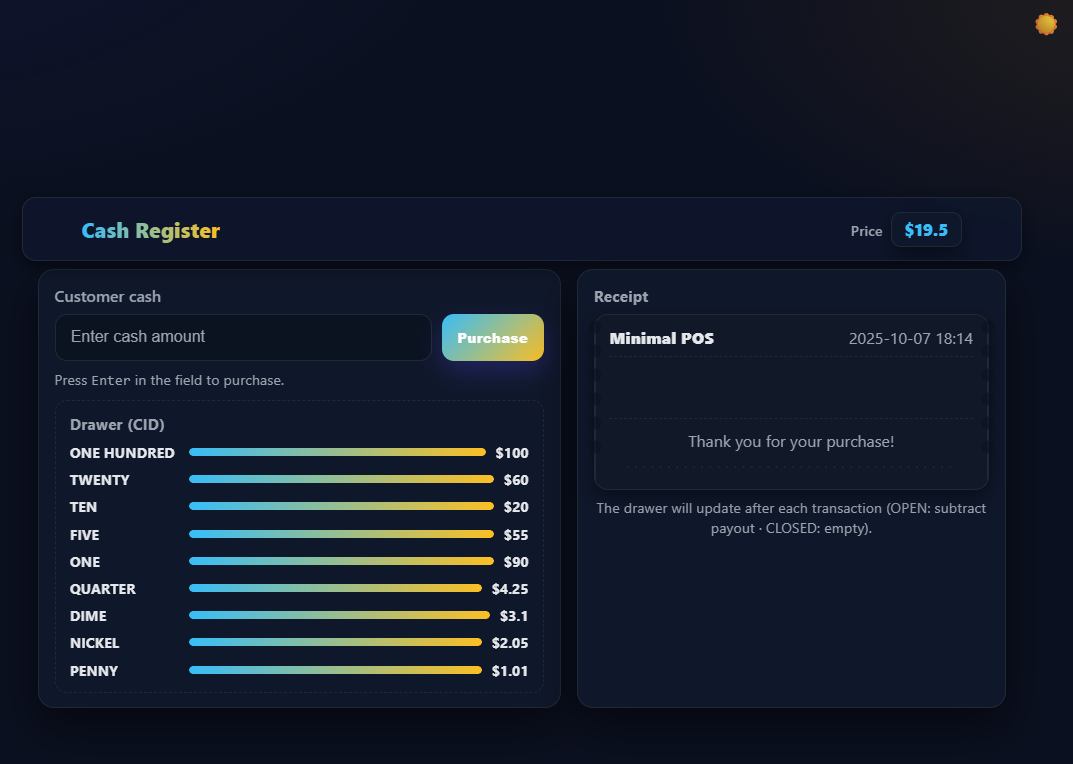 Cash Register
Price $19.5
Customer cash
Enter cash amount
Purchase
Press Enter in the field to purchase.
Drawer (CID)
ONE HUNDRED $100
TWENTY $60
TEN $20
FIVE $55
ONE $90
QUARTER $4.25
DIME $3.1
NICKEL $2.05
PENNY $1.01
Receipt
Minimal POS 2025-10-07 18:14
Thank you for your purchase!
The drawer will update after each transaction (OPEN: subtract
payout · CLOSED: empty).